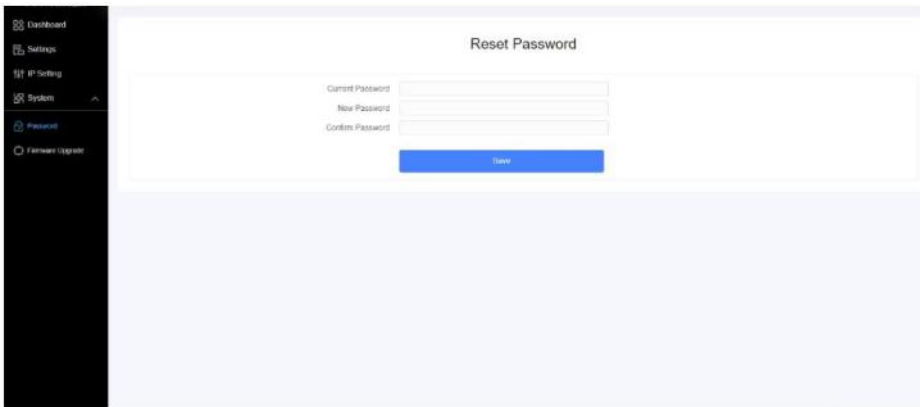 Dashboard
Settings
IP Setting
System
Password
Firmware Upgrade
Reset Password
Current Password
New Password
Confirm Password
Save